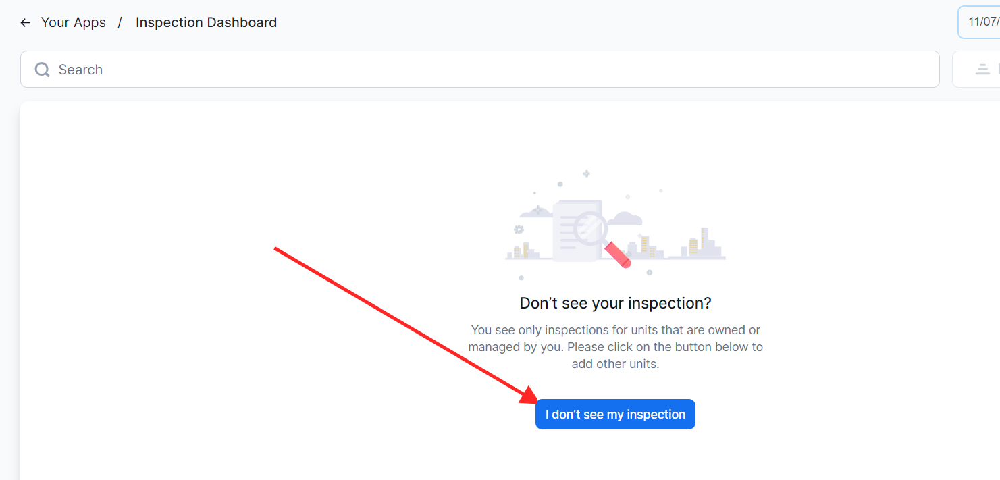 Your Apps / Inspection Dashboard
11/07/
Search
Don’t see your inspection?
You see only inspections for units that are owned or
managed by you. Please click on the button below to
add other units.
I don’t see my inspection